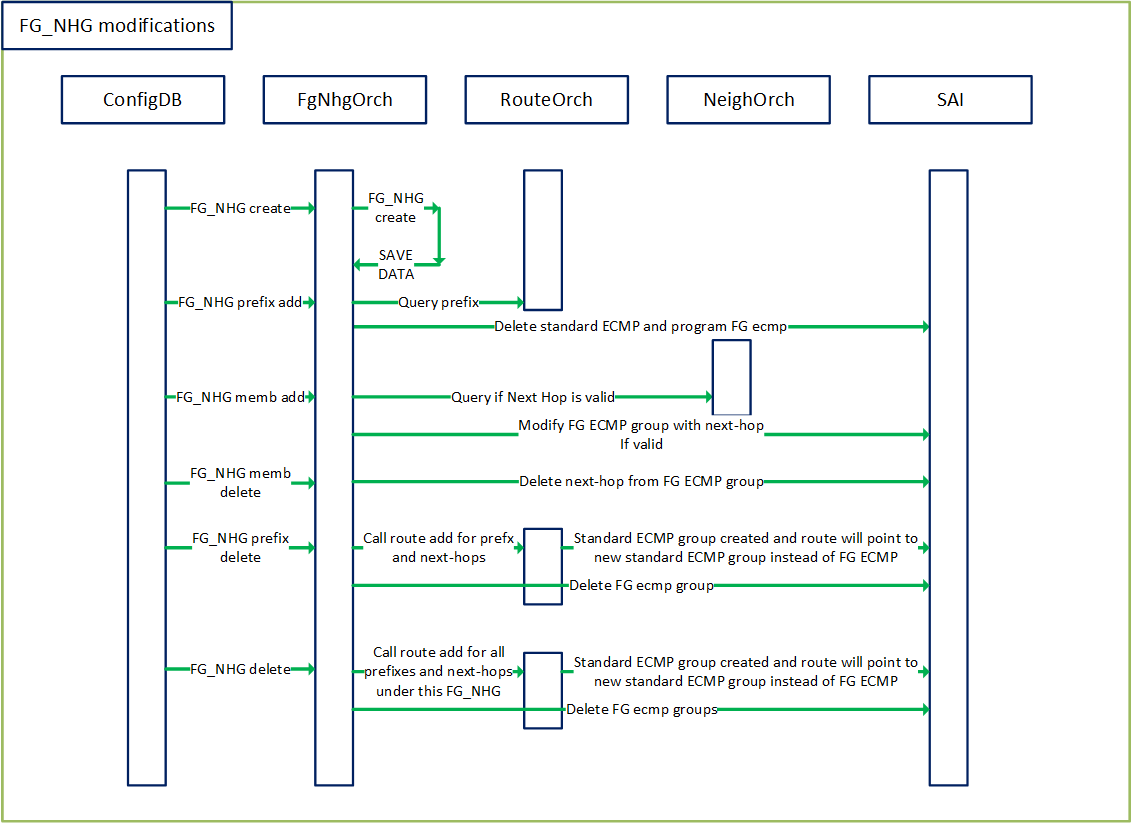 FG_NHG modifications
ConfigDB
FgNhgOrch
RouteOrch
NeighOrch
SAI
FG_NHG create
FG_NHG
create
SAVE
DATA
FG_NHG prefix add
Query prefix
Delete standard ECMP and program FG ecmp
FG_NHG memb add
Query if Next Hop is valid
Modify FG ECMP group with next-hop
If valid
FG_NHG memb
delete
Delete next-hop from FG ECMP group
FG_NHG prefix
delete
Call route add for prefx
and next-hops
Standard ECMP group created and route will point to
new standard ECMP group instead of FG ECMP
Delete FG ecmp group
FG_NHG delete
Call route add for all
prefixes and next-hops
under this FG_NHG
Standard ECMP group created and route will point to
new standard ECMP group instead of FG ECMP
Delete FG ecmp groups